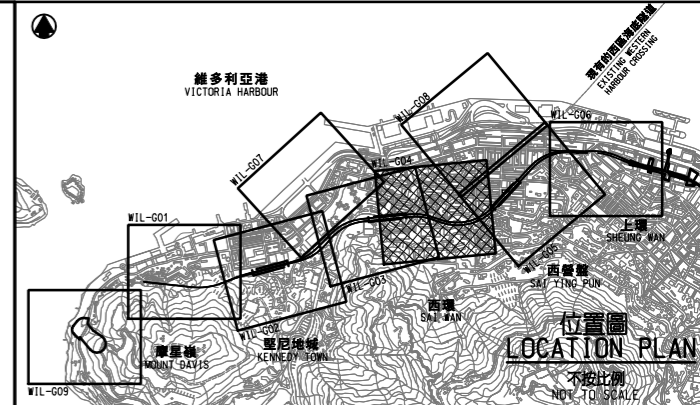 維多利亞港
VICTORIA HARBOUR
現有的西區海底隧道
EXISTING WESTERN
HARBOUR CROSSING
WIL-G08
WIL-G06
WIL-G07
WIL-G04
WIL-G01
上環
SHEUNG WAN
WIL-G05
西營盤
SAI YING PUN
WIL-G03
西環
SAI WAN
WIL-G02
堅尼地城
KENNEDY TOWN
摩星嶺
MOUNT DAVIS
WIL-G09
位置圖
LOCATION PLAN
不按比例
NOT TO SCALE